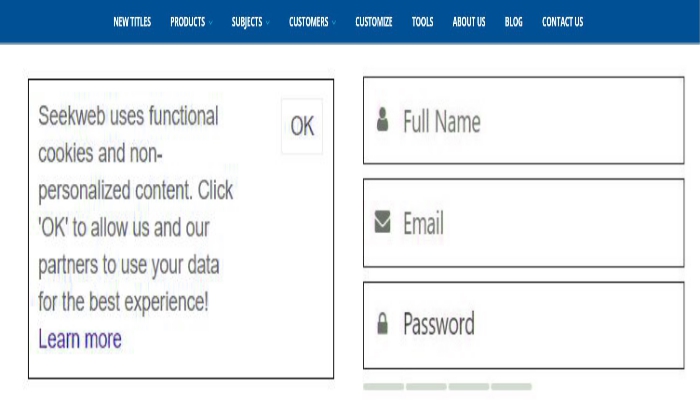 NEW TITLES PRODUCTS SUBJECTS CUSTOMERS CUSTOMIZE TOOLS ABOUT US BLOG CONTACT US
Seekweb uses functional
cookies and non-
personalized content. Click
'OK' to allow us and our
partners to use your data
for the best experience!
Learn more
OK
Full Name
Email
Password